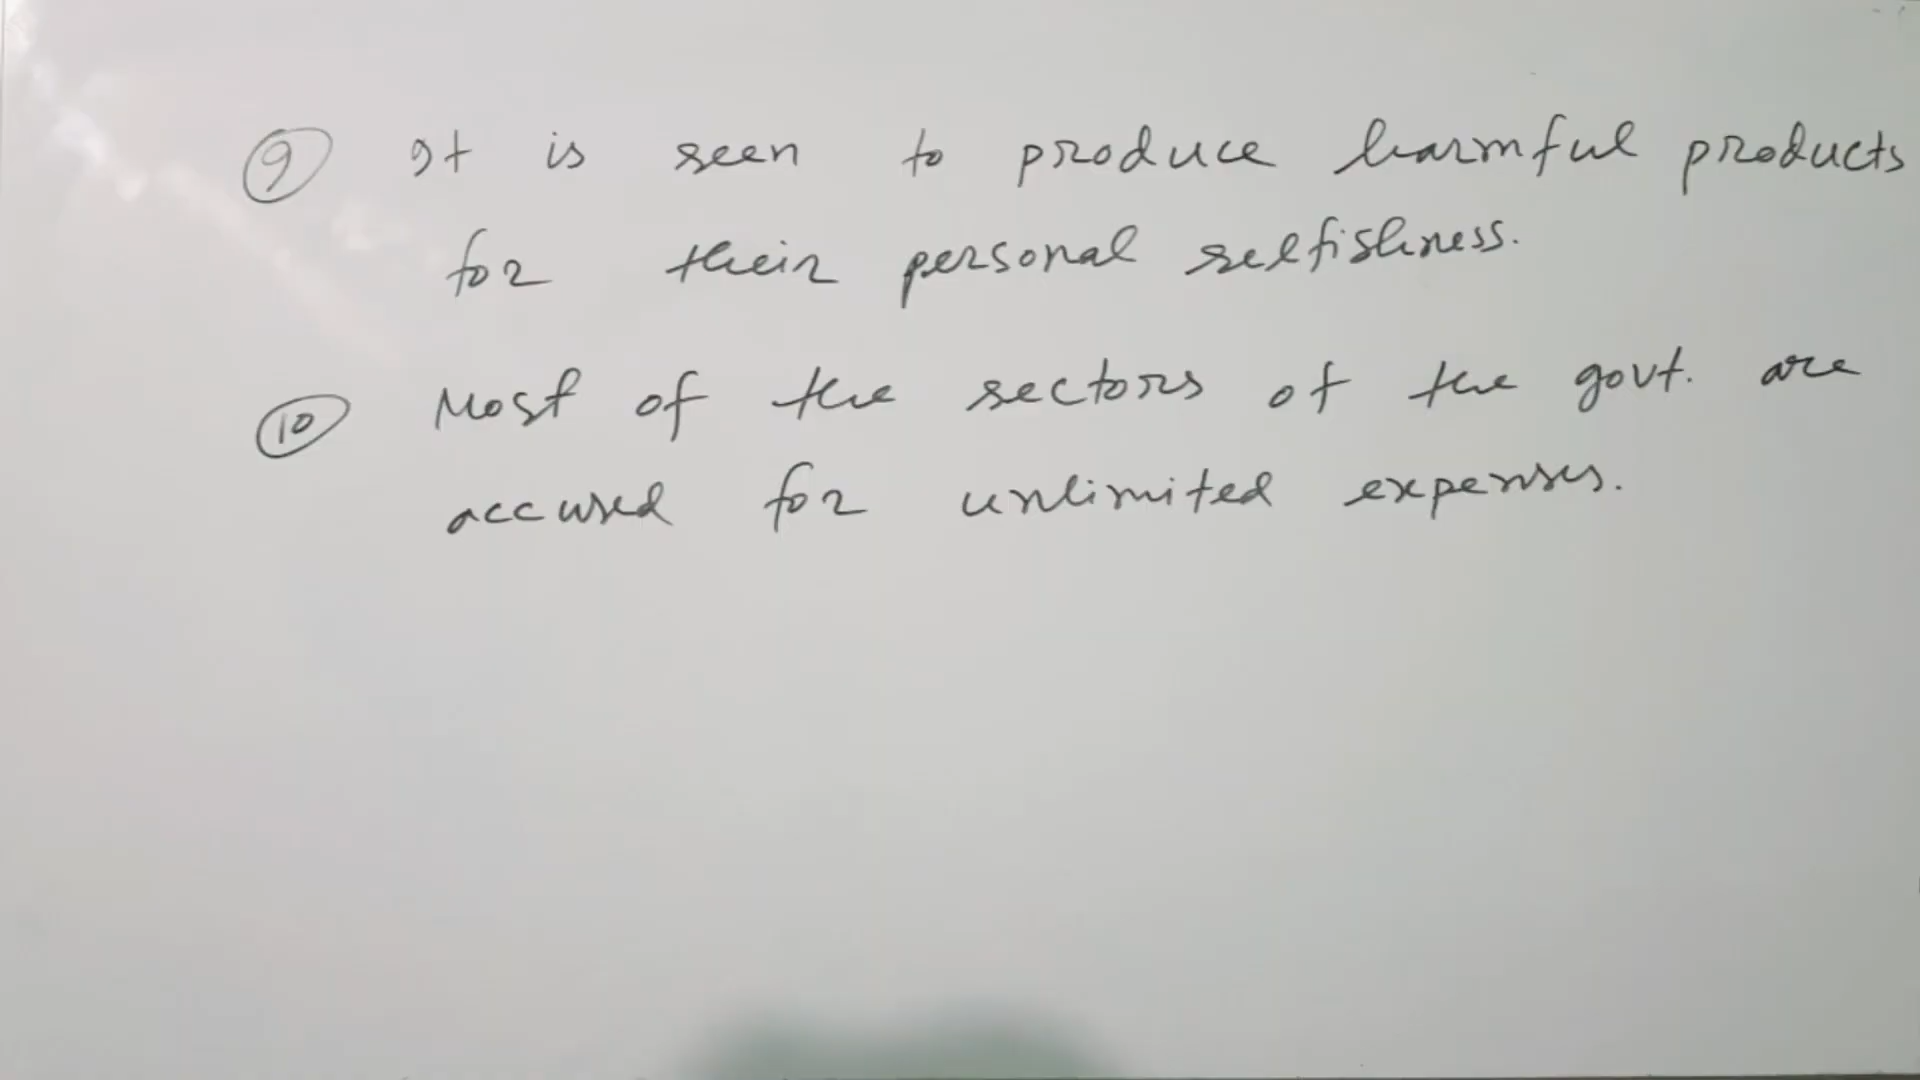 9 It is seen to produce harmful products
for their personal selfishness.
10 Most of the sectors of the govt. are
accused for unlimited expenses.